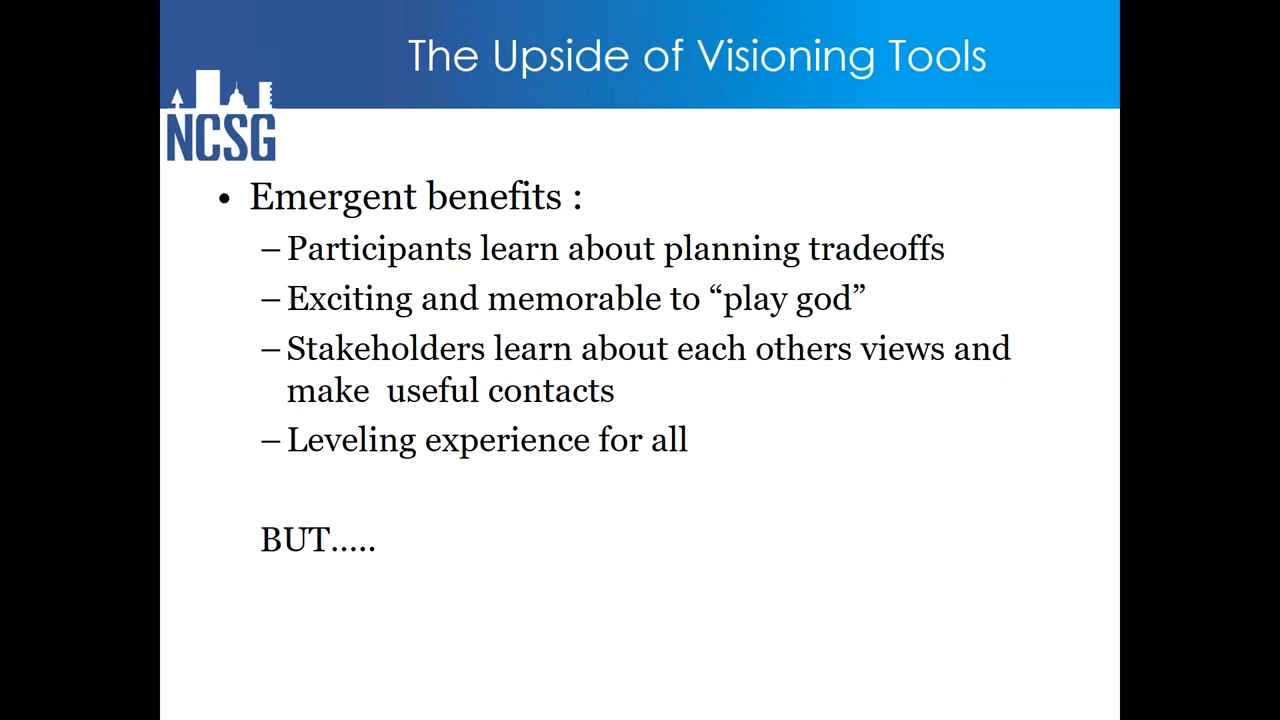 The Upside of Visioning Tools
NCSG
• Emergent benefits :
– Participants learn about planning tradeoffs
– Exciting and memorable to “play god”
– Stakeholders learn about each others views and
make  useful contacts
– Leveling experience for all
BUT…..